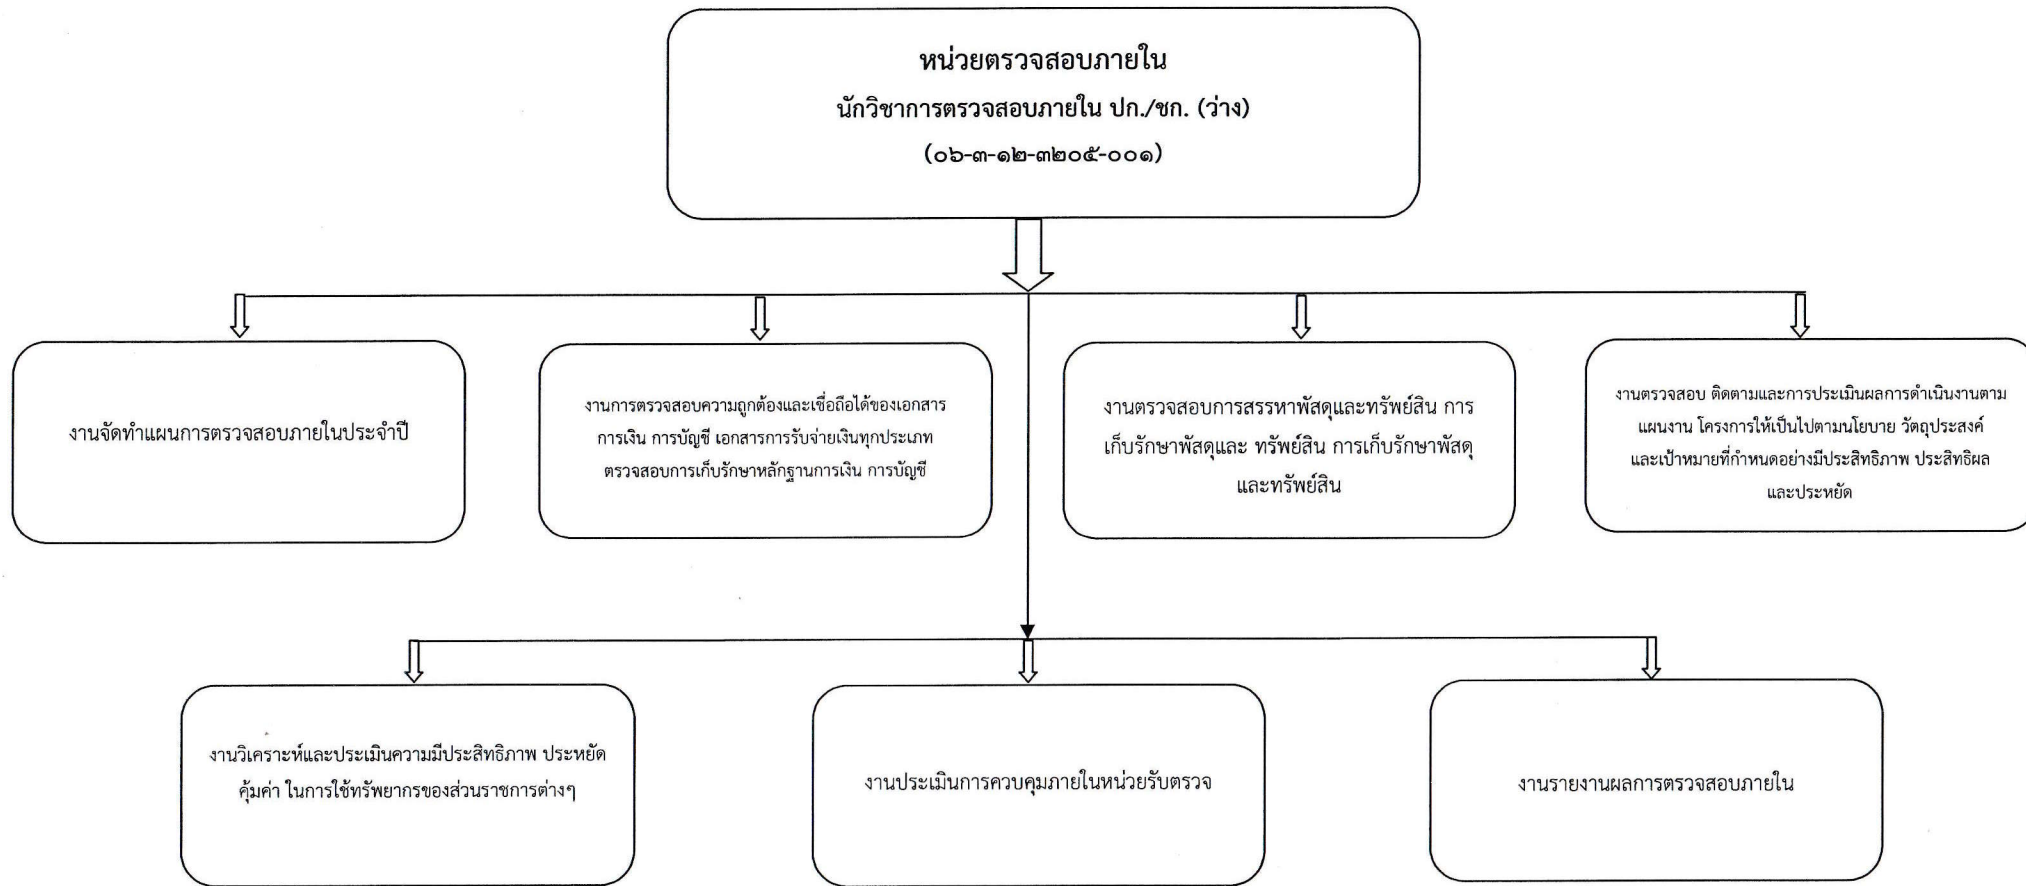 หน่วยตรวจสอบภายใน
นักวิชาการตรวจสอบภายใน ปก./ชก. (ว่าง)
(๐๖-๓-๑๒-๓๒๐๕-๐๐๑)
งานจัดทำแผนการตรวจสอบภายในประจำปี
งานการตรวจสอบความถูกต้องและเชื่อถือได้ของเอกสาร
การเงิน การบัญชี เอกสารการรับจ่ายเงินทุกประเภท
ตรวจสอบการเก็บรักษาหลักฐานการเงิน การบัญชี
งานตรวจสอบการสรรหาพัสดุและทรัพย์สิน การ
เก็บรักษาพัสดุและ ทรัพย์สิน การเก็บรักษาพัสดุ
และทรัพย์สิน
งานตรวจสอบ ติดตามและการประเมินผลการดำเนินงานตาม
แผนงาน โครงการให้เป็นไปตามนโยบาย วัตถุประสงค์
และเป้าหมายที่กำหนดอย่างมีประสิทธิภาพ ประสิทธิผล
และประหยัด
งานวิเคราะห์และประเมินความมีประสิทธิภาพ ประหยัด
คุ้มค่า ในการใช้ทรัพยากรของส่วนราชการต่างๆ
งานประเมินการควบคุมภายในหน่วยรับตรวจ
งานรายงานผลการตรวจสอบภายใน